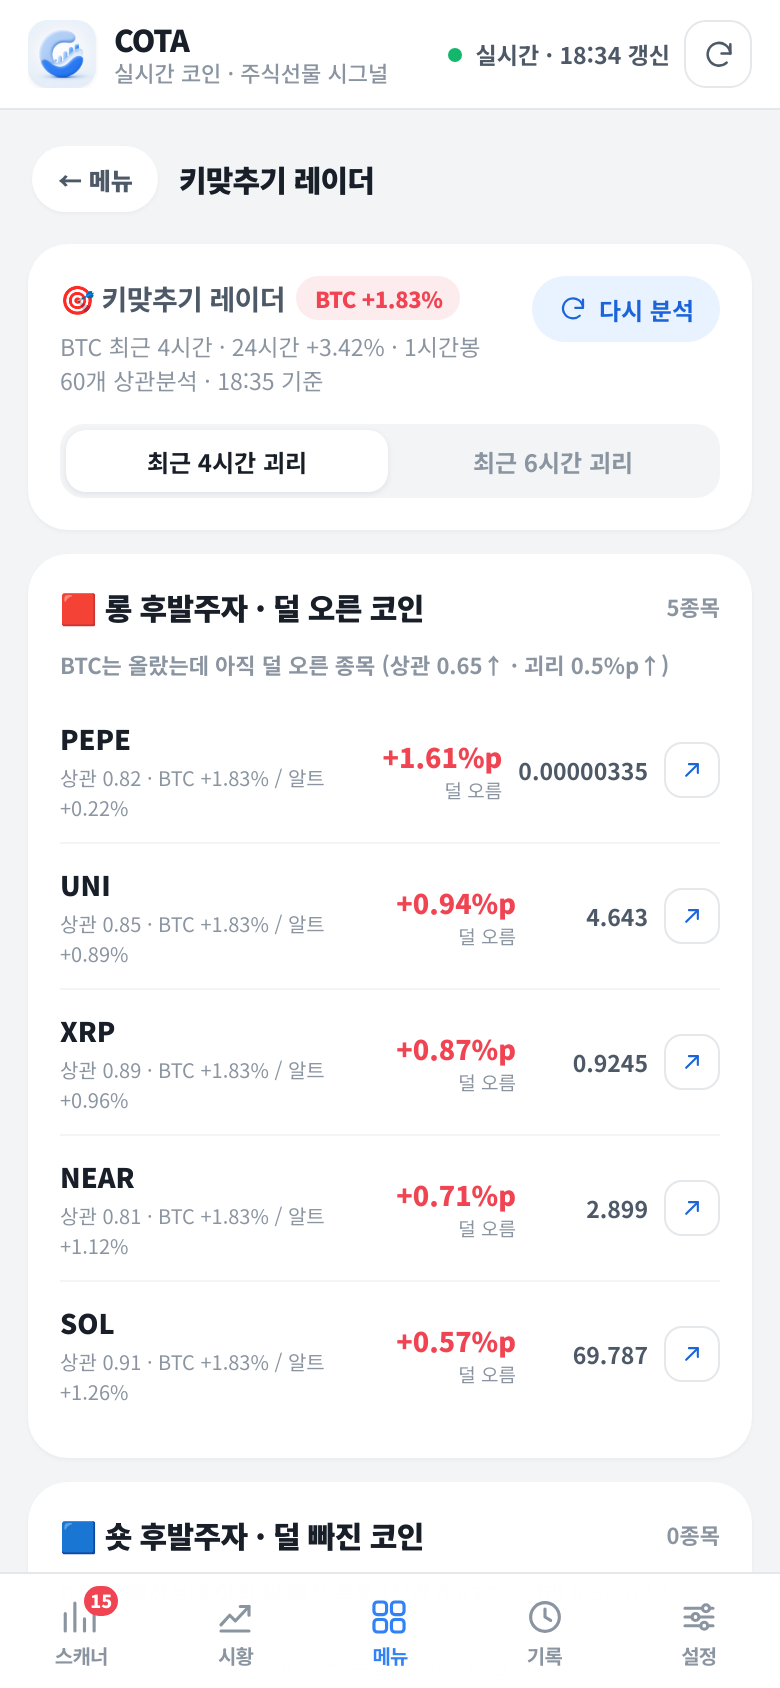 COTA
실시간 코인 · 주식선물 시그널
실시간 · 18:34 갱신
← 메뉴
키맞추기 레이더
키맞추기 레이더
BTC +1.83%
다시 분석
BTC 최근 4시간 · 24시간 +3.42% · 1시간봉
60개 상관분석 · 18:35 기준
최근 4시간 괴리
최근 6시간 괴리
롱 후발주자 · 덜 오른 코인
5종목
BTC는 올랐는데 아직 덜 오른 종목 (상관 0.65↑ · 괴리 0.5%p↑)
PEPE
상관 0.82 · BTC +1.83% / 알트
+0.22%
+1.61%p
덜 오름
0.00000335
UNI
상관 0.85 · BTC +1.83% / 알트
+0.89%
+0.94%p
덜 오름
4.643
XRP
상관 0.89 · BTC +1.83% / 알트
+0.96%
+0.87%p
덜 오름
0.9245
NEAR
상관 0.81 · BTC +1.83% / 알트
+1.12%
+0.71%p
덜 오름
2.899
SOL
상관 0.91 · BTC +1.83% / 알트
+1.26%
+0.57%p
덜 오름
69.787
숏 후발주자 · 덜 빠진 코인
0종목
15
스캐너
시황
메뉴
기록
설정